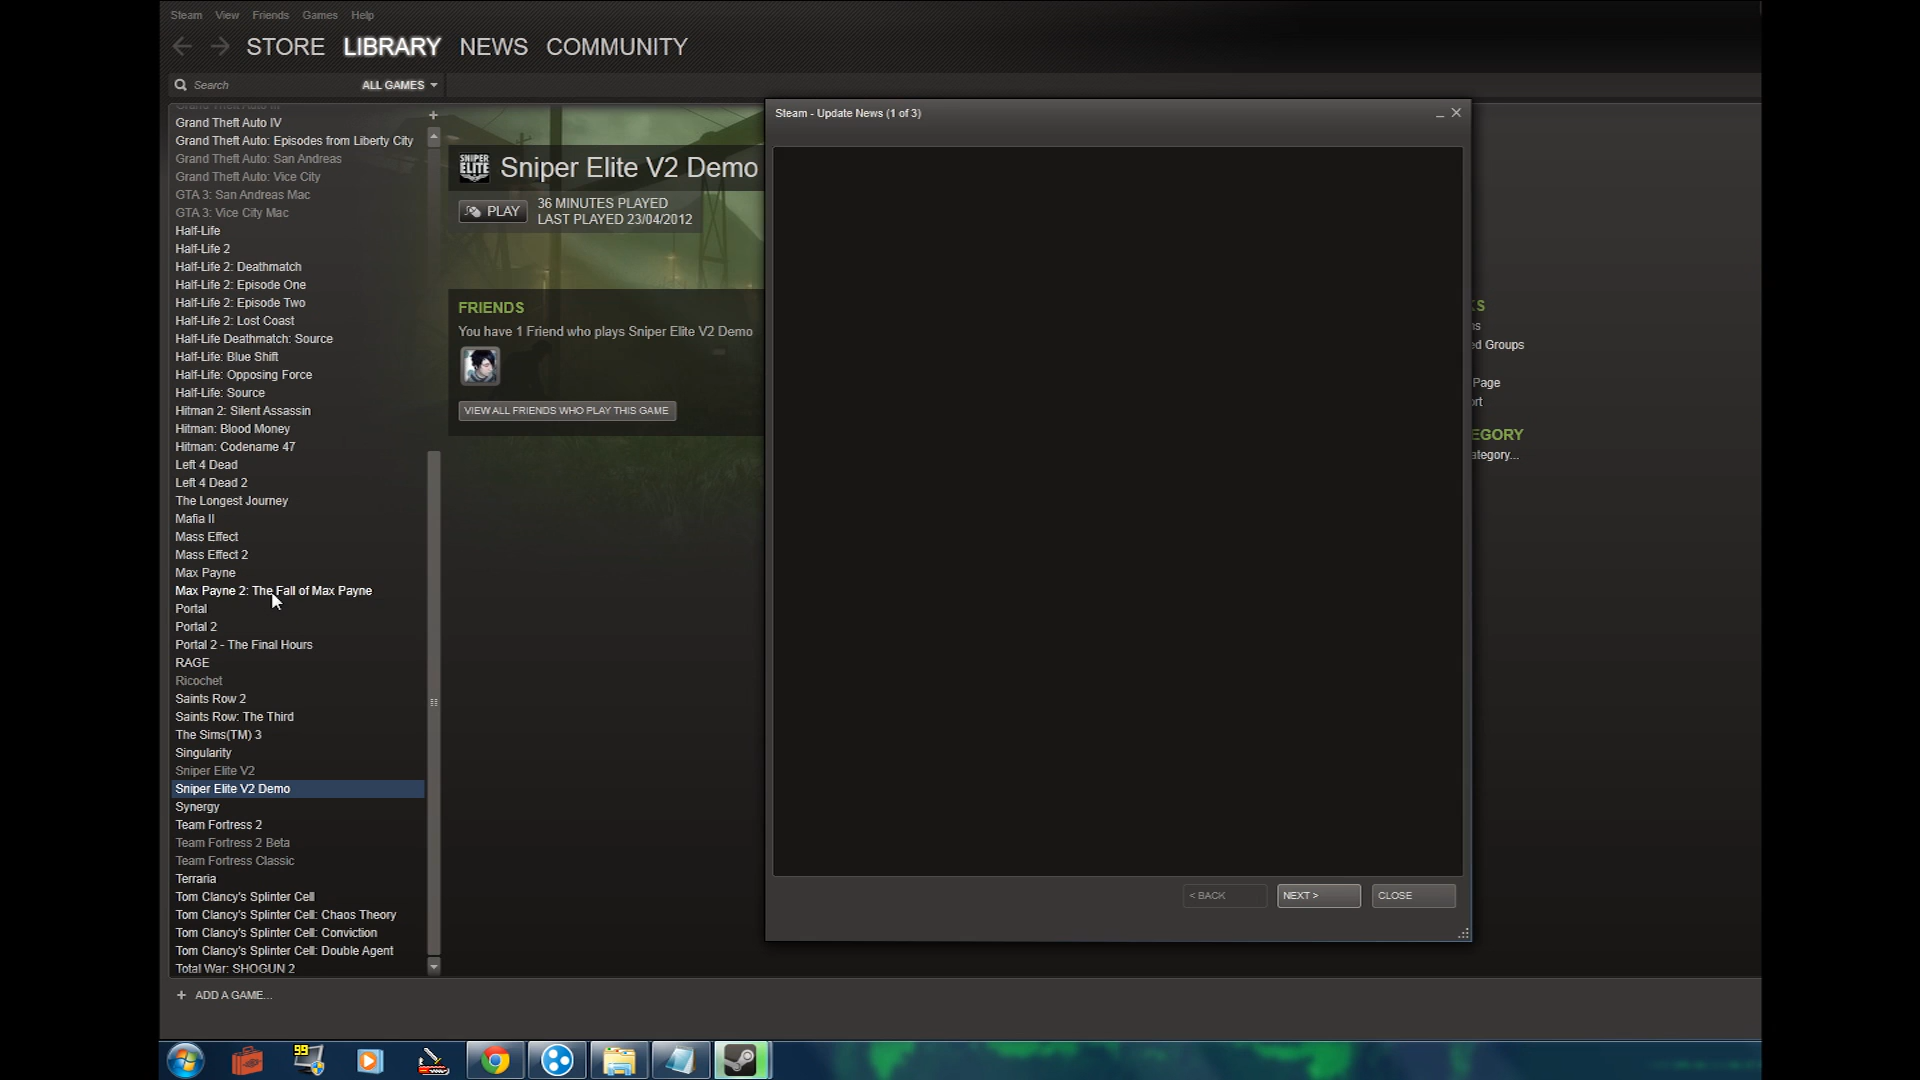 Steam View Friends Games Help
STORE LIBRARY NEWS COMMUNITY
Search ALL GAMES
Grand Theft Auto III
Grand Theft Auto IV
Grand Theft Auto: Episodes from Liberty City
Grand Theft Auto: San Andreas
Grand Theft Auto: Vice City
GTA 3: San Andreas Mac
GTA 3: Vice City Mac
Half-Life
Half-Life 2
Half-Life 2: Deathmatch
Half-Life 2: Episode One
Half-Life 2: Episode Two
Half-Life 2: Lost Coast
Half-Life Deathmatch: Source
Half-Life: Blue Shift
Half-Life: Opposing Force
Half-Life: Source
Hitman 2: Silent Assassin
Hitman: Blood Money
Hitman: Codename 47
Left 4 Dead
Left 4 Dead 2
The Longest Journey
Mafia II
Mass Effect
Mass Effect 2
Max Payne
Max Payne 2: The Fall of Max Payne
Portal
Portal 2
Portal 2 - The Final Hours
RAGE
Ricochet
Saints Row 2
Saints Row: The Third
The Sims(TM) 3
Singularity
Sniper Elite V2
Sniper Elite V2 Demo
Synergy
Team Fortress 2
Team Fortress 2 Beta
Team Fortress Classic
Terraria
Tom Clancy's Splinter Cell
Tom Clancy's Splinter Cell: Chaos Theory
Tom Clancy's Splinter Cell: Conviction
Tom Clancy's Splinter Cell: Double Agent
Total War: SHOGUN 2
+ ADD A GAME...
SNIPER
ELITE
Sniper Elite V2 Demo
PLAY
36 MINUTES PLAYED
LAST PLAYED 23/04/2012
FRIENDS
You have 1 Friend who plays Sniper Elite V2 Demo
VIEW ALL FRIENDS WHO PLAY THIS GAME
Steam - Update News (1 of 3)
< BACK NEXT > CLOSE
KS
ns
ed Groups
Page
ort
EGORY
ategory...
99